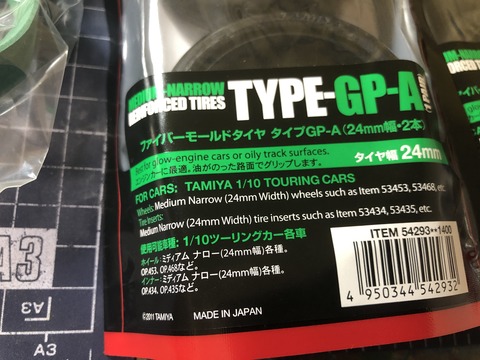 MEDIUM-NARROW
REINFORCED TIRES TYPE-GP-A
ファイバーモールドタイヤ タイプGP-A（24mm幅・2本）
Best for glow-engine cars or oily track surfaces.
エンジンカーに最適。油がのった路面でグリップします。
タイヤ幅 24mm
FOR CARS: TAMIYA 1/10 TOURING CARS
Wheels: Medium Narrow (24mm Width) wheels such as Item 53453, 53468, etc.
Tire Inserts:
Medium Narrow (24mm Width) tire inserts such as Item 53434, 53435, etc.
使用可能車種: 1/10ツーリングカー各車
ホイール：ミディアム ナロー(24mm幅)各種。
OP.453、OP.468など。
インナー：ミディアム ナロー(24mm幅)各種。
OP.434、OP.435など。
ITEM 54293**1400
4 950344 542932
©2011 TAMIYA MADE IN JAPAN
A3
A3
A3